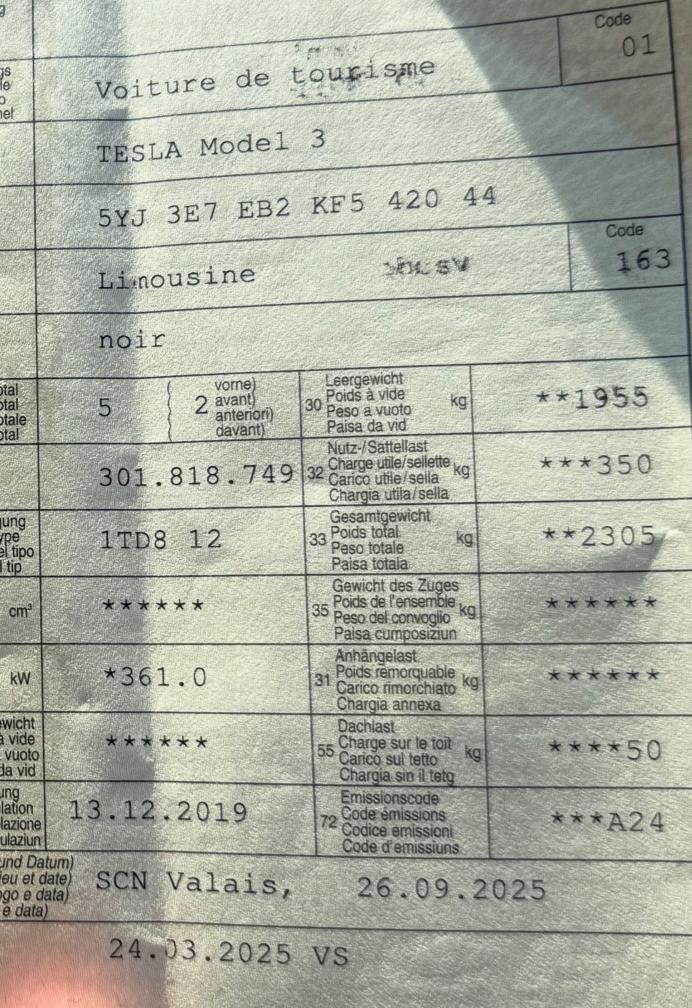 Code
01
Voiture de tourisme
TESLA Model 3
5YJ 3E7 EB2 KF5 420 44
Code
Limousine
163
noir
5
2
vorne)
avant)
anteriori)
davant)
30
Leergewicht
Poids à vide
Peso a vuoto
Paisa da vid
kg
**1955
301.818.749
32
Nutz-/Sattellast
Charge utile/sellette
Carico utile/sella
Chargia utila/sella
kg
***350
1TD8 12
33
Gesamtgewicht
Poids total
Peso totale
Paisa totala
kg
**2305
cm³
******
35
Gewicht des Zuges
Poids de l'ensemble
Peso del convoglio
Paisa cumposiziun
kg
******
kW
*361.0
31
Anhängelast
Poids remorquable
Carico rimorchiato
Chargia annexa
kg
******
******
55
Dachlast
Charge sur le toit
Carico sul tetto
Chargia sin il tetg
kg
****50
13.12.2019
72
Emissionscode
Code émissions
Codice emissioni
Code d'emissiuns
***A24
und Datum)
et date)
e data)
e data)
SCN Valais, 26.09.2025
24.03.2025 VS